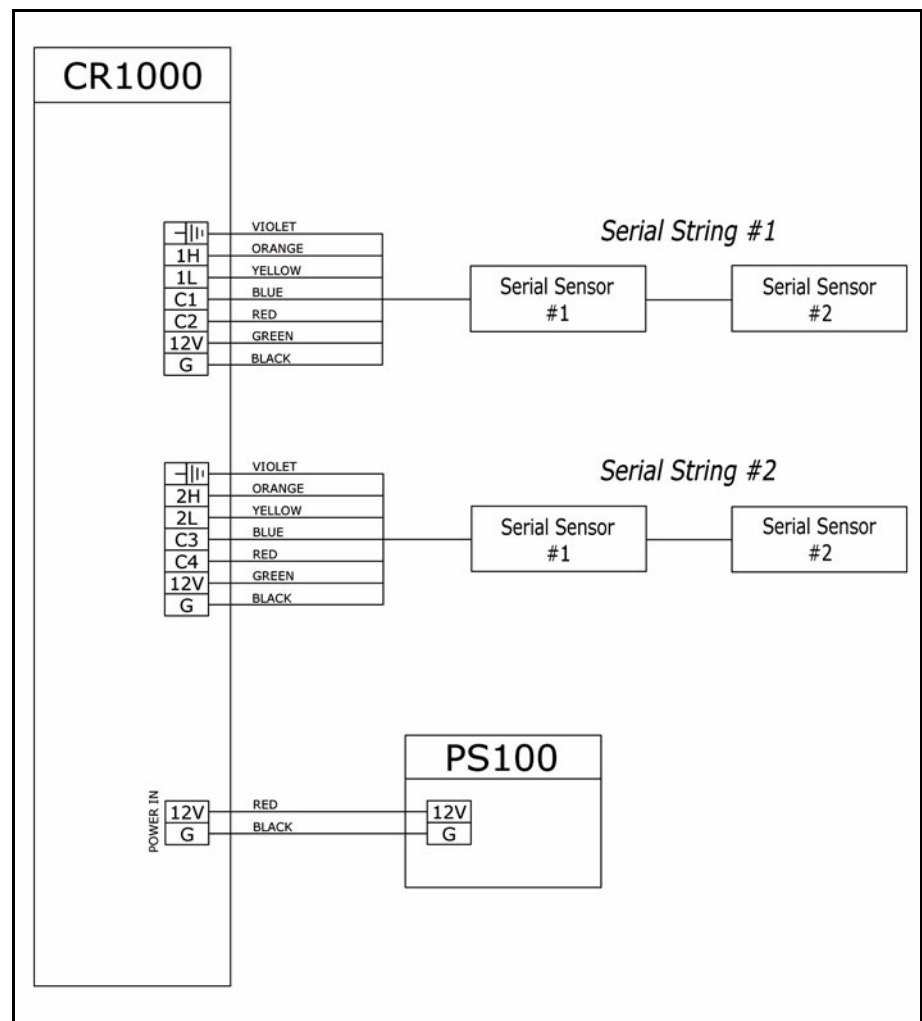 CR1000
Serial String #1
VIOLET
1H
ORANGE
1L
YELLOW
C1
BLUE
C2
RED
12V
GREEN
G
BLACK
Serial Sensor
#1
Serial Sensor
#2
Serial String #2
VIOLET
2H
ORANGE
2L
YELLOW
C3
BLUE
C4
RED
12V
GREEN
G
BLACK
Serial Sensor
#1
Serial Sensor
#2
POWER IN
12V
RED
G
BLACK
PS100
12V
G